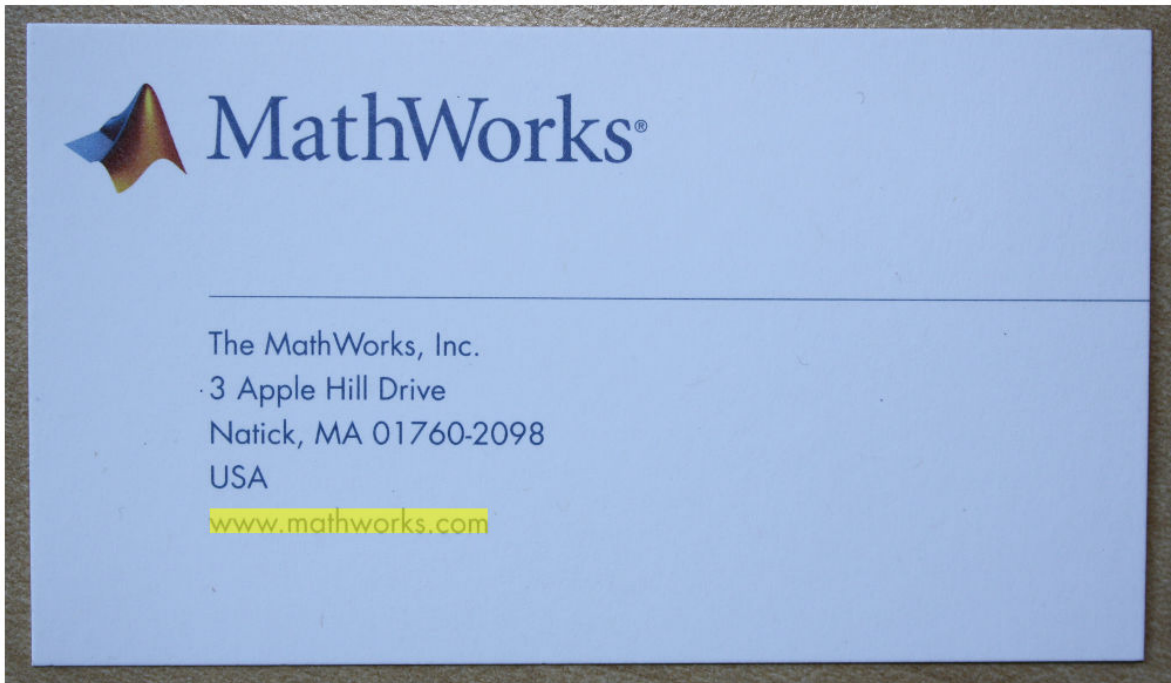 MathWorks®
The MathWorks, Inc.
3 Apple Hill Drive
Natick, MA 01760-2098
USA
www.mathworks.com